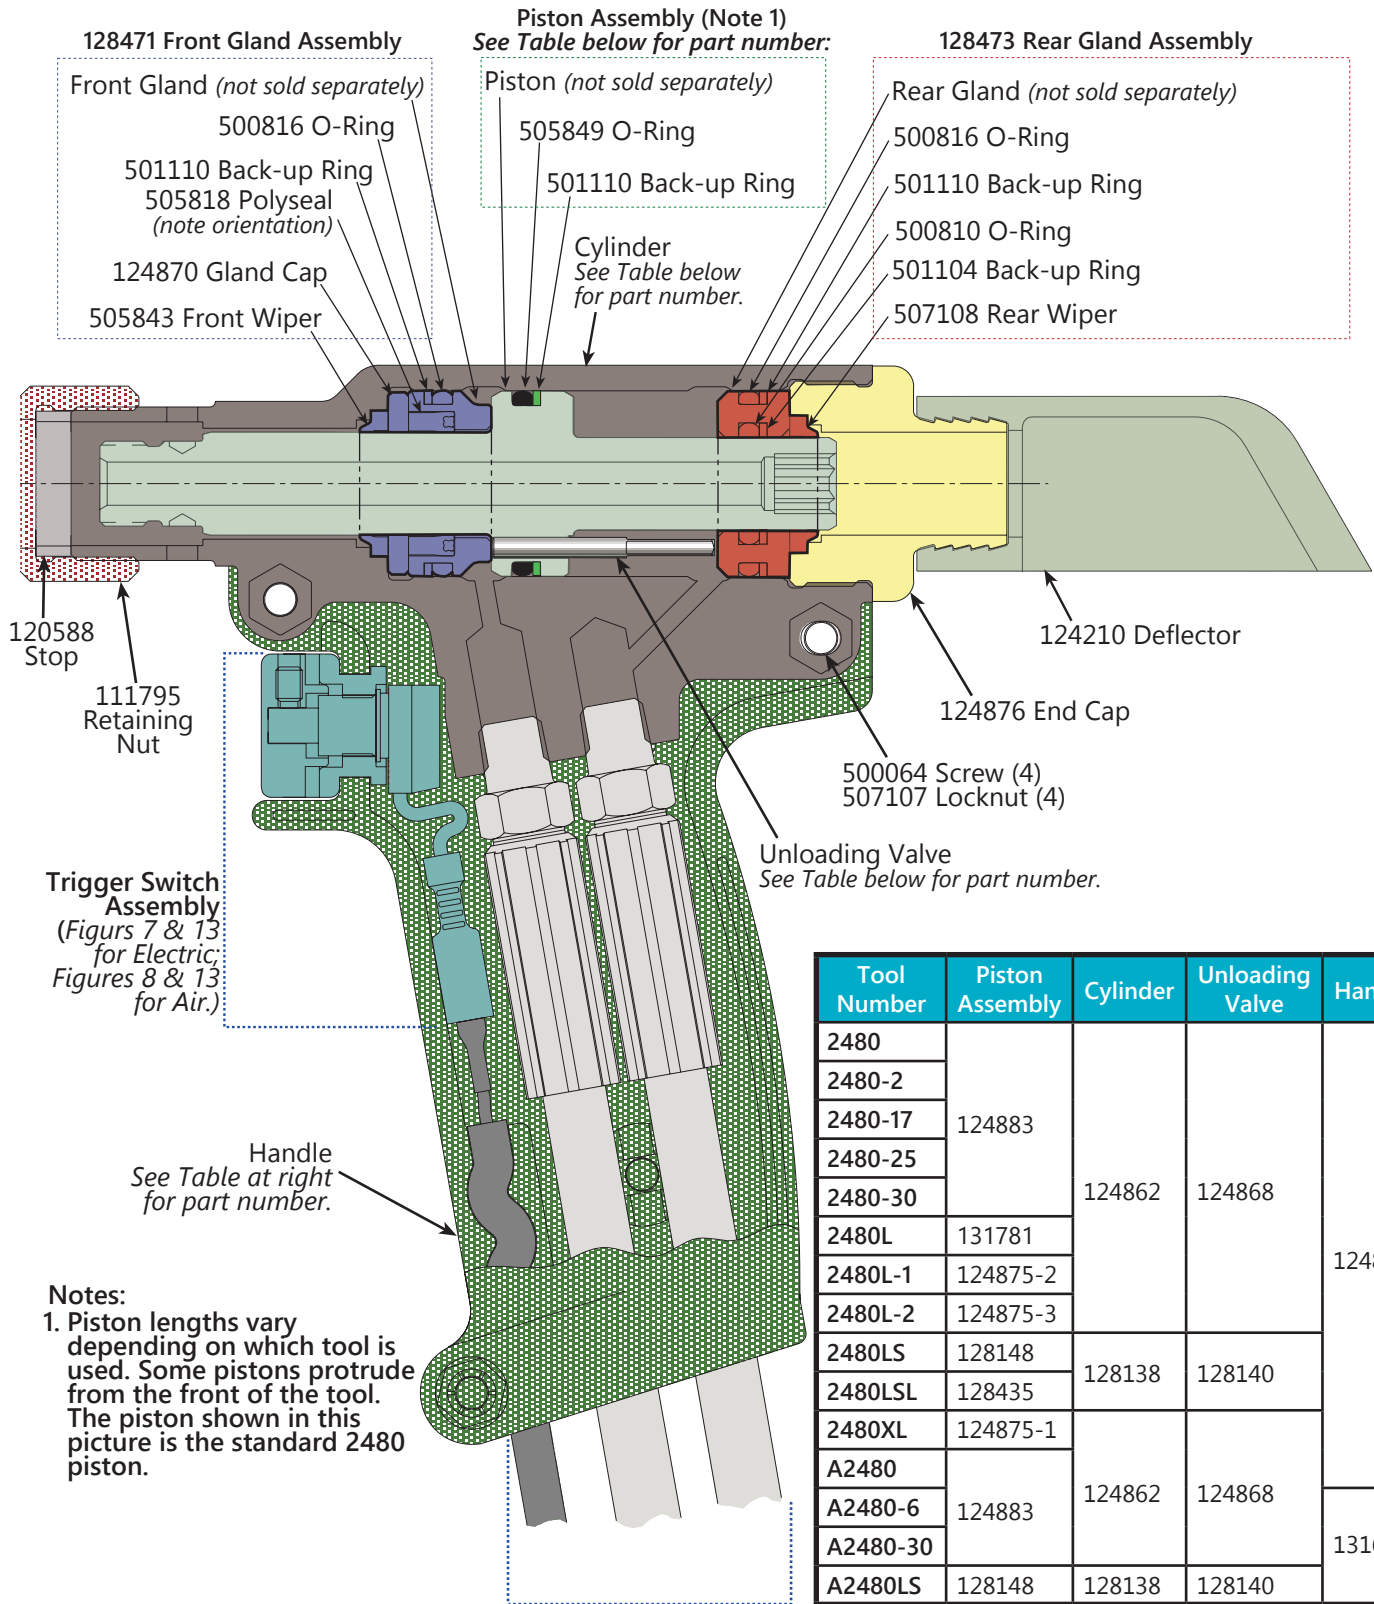 128471 Front Gland Assembly
Front Gland (not sold separately)
500816 O-Ring
501110 Back-up Ring
505818 Polyseal
(note orientation)
124870 Gland Cap
505843 Front Wiper
Piston Assembly (Note 1)
See Table below for part number:
Piston (not sold separately)
505849 O-Ring
501110 Back-up Ring
Cylinder
See Table below
for part number.
128473 Rear Gland Assembly
Rear Gland (not sold separately)
500816 O-Ring
501110 Back-up Ring
500810 O-Ring
501104 Back-up Ring
507108 Rear Wiper
120588
Stop
111795
Retaining
Nut
124210 Deflector
124876 End Cap
500064 Screw (4)
507107 Locknut (4)
Unloading Valve
See Table below for part number.
Trigger Switch
Assembly
(Figurs 7 & 13
for Electric;
Figures 8 & 13
for Air.)
Handle
See Table at right
for part number.
Notes:
1. Piston lengths vary
depending on which tool is
used. Some pistons protrude
from the front of the tool.
The piston shown in this
picture is the standard 2480
piston.
Tool Number Piston Assembly Cylinder Unloading Valve Han
2480 124883 124862 124868 124
2480-2
2480-17
2480-25
2480-30
2480L 131781
2480L-1 124875-2
2480L-2 124875-3
2480LS 128148 128138 128140
2480LSL 128435
2480XL 124875-1 124862 124868
A2480 124883
A2480-6 131
A2480-30
A2480LS 128148 128138 128140